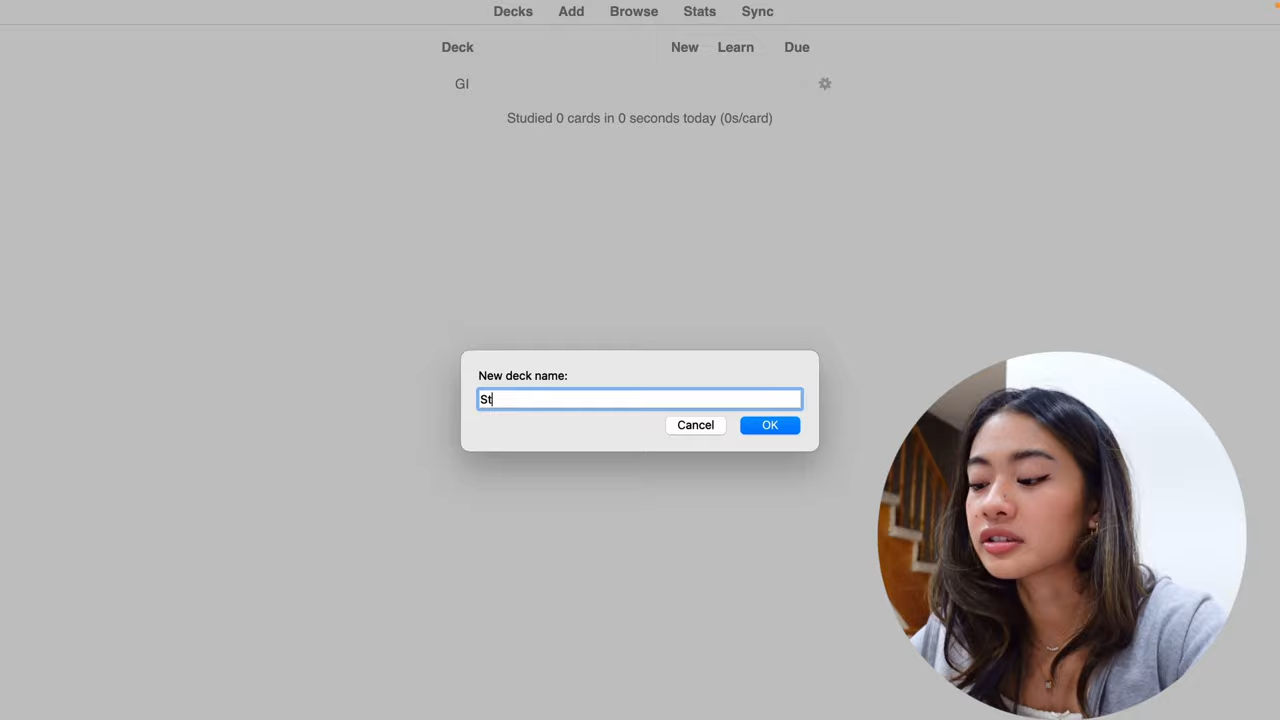 Decks Add Browse Stats Sync
Deck New Learn Due
GI
Studied 0 cards in 0 seconds today (0s/card)
New deck name:
St
Cancel OK